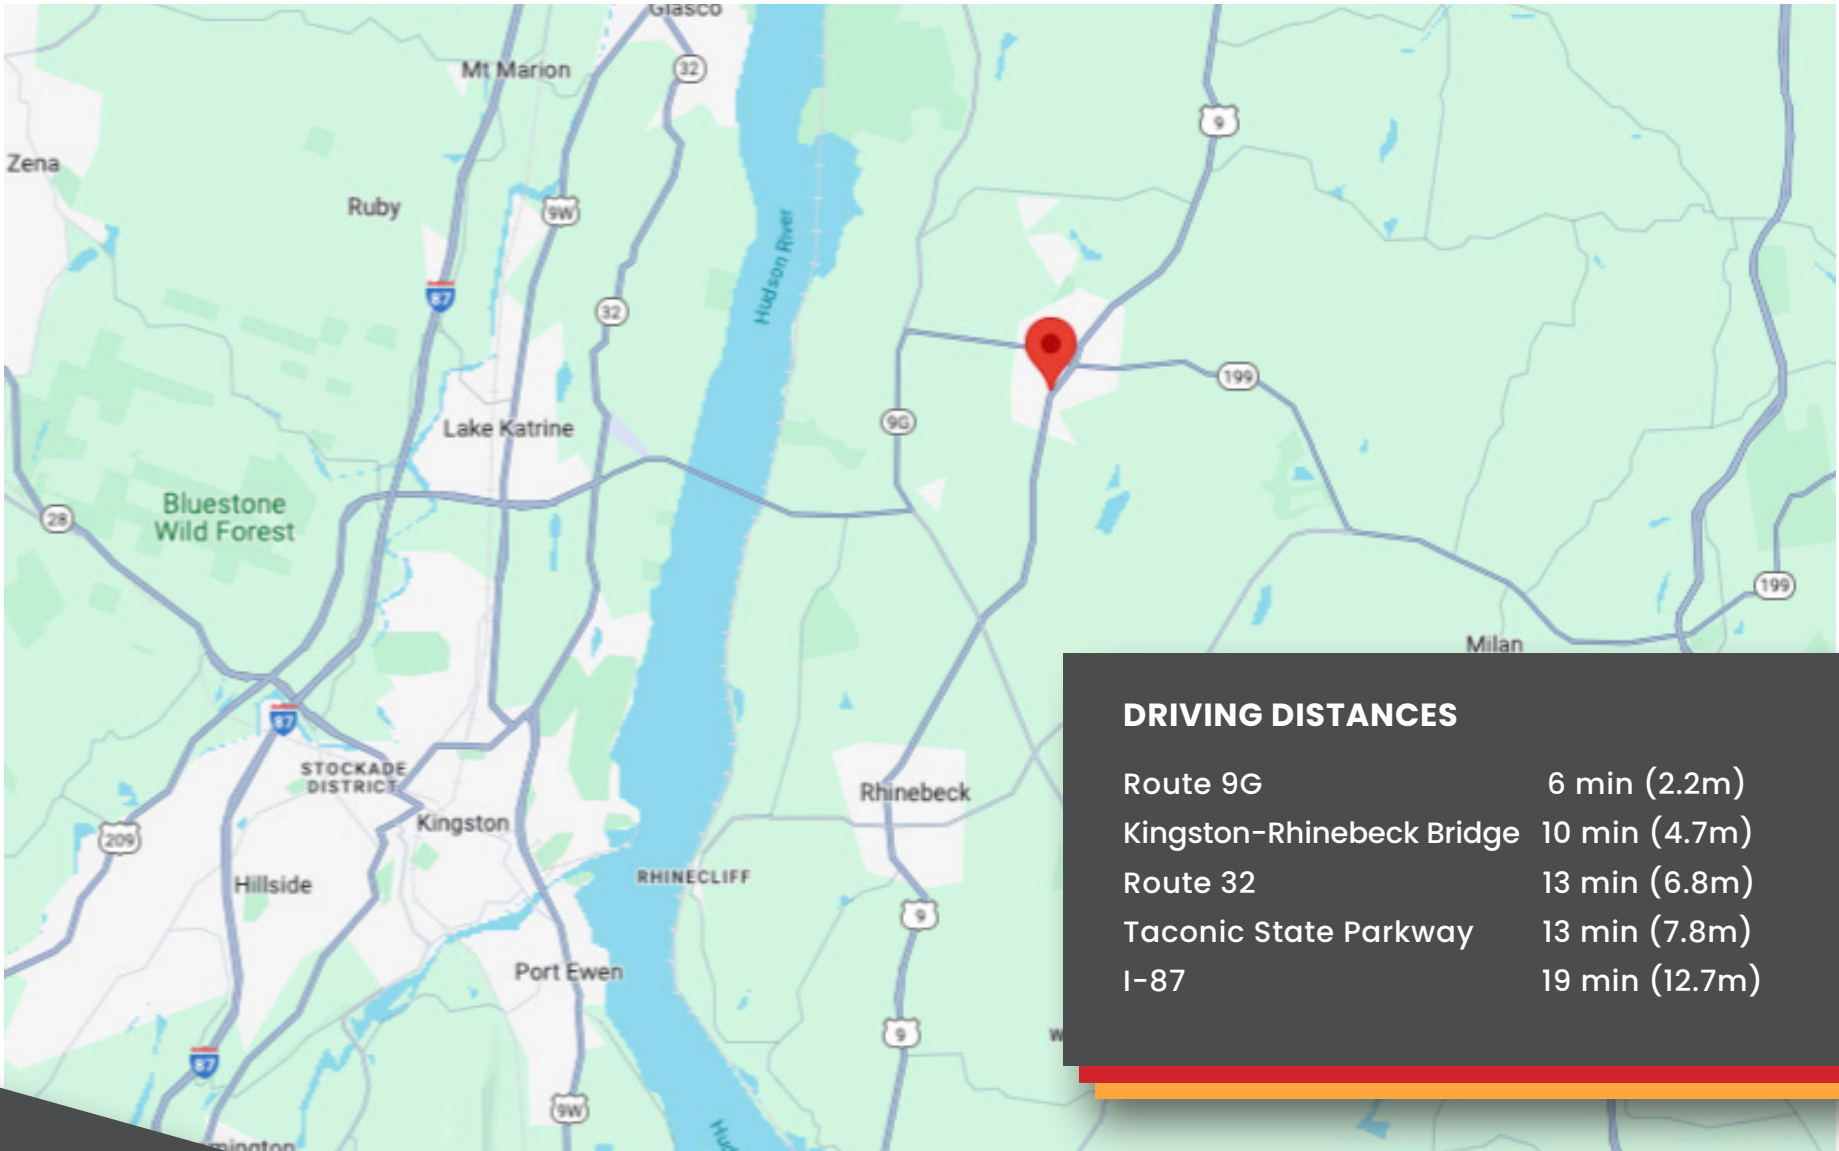 Glasco
Mt Marion
32
9
Zena
Ruby
9W
Hudson River
87
32
199
9G
Lake Katrine
Bluestone
Wild Forest
28
199
Milan
87
STOCKADE
DISTRICT
Rhinebeck
Kingston
209
Hillside
RHINECLIFF
9
Port Ewen
9
87
9W
DRIVING DISTANCES
Route 9G 6 min (2.2m)
Kingston-Rhinebeck Bridge 10 min (4.7m)
Route 32 13 min (6.8m)
Taconic State Parkway 13 min (7.8m)
I-87 19 min (12.7m)